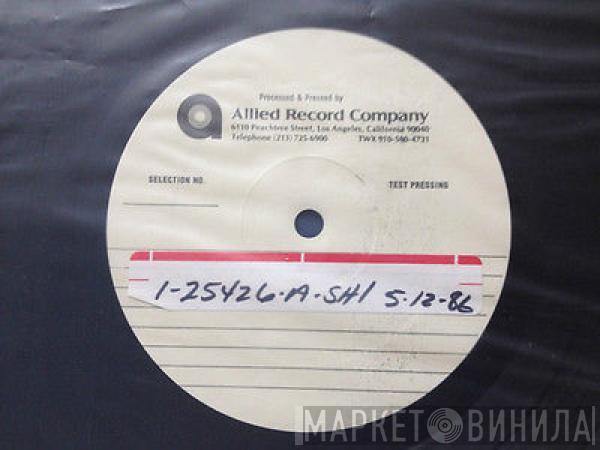 Processed & Pressed by
Allied Record Company
6110 Peachtree Street, Los Angeles, California 90040
Telephone (213) 725-6900 TWX 910-580-4731
SELECTION NO. TEST PRESSING
1-25426-A-SH1 5-12-86
МАРКЕТ ВИНИЛА